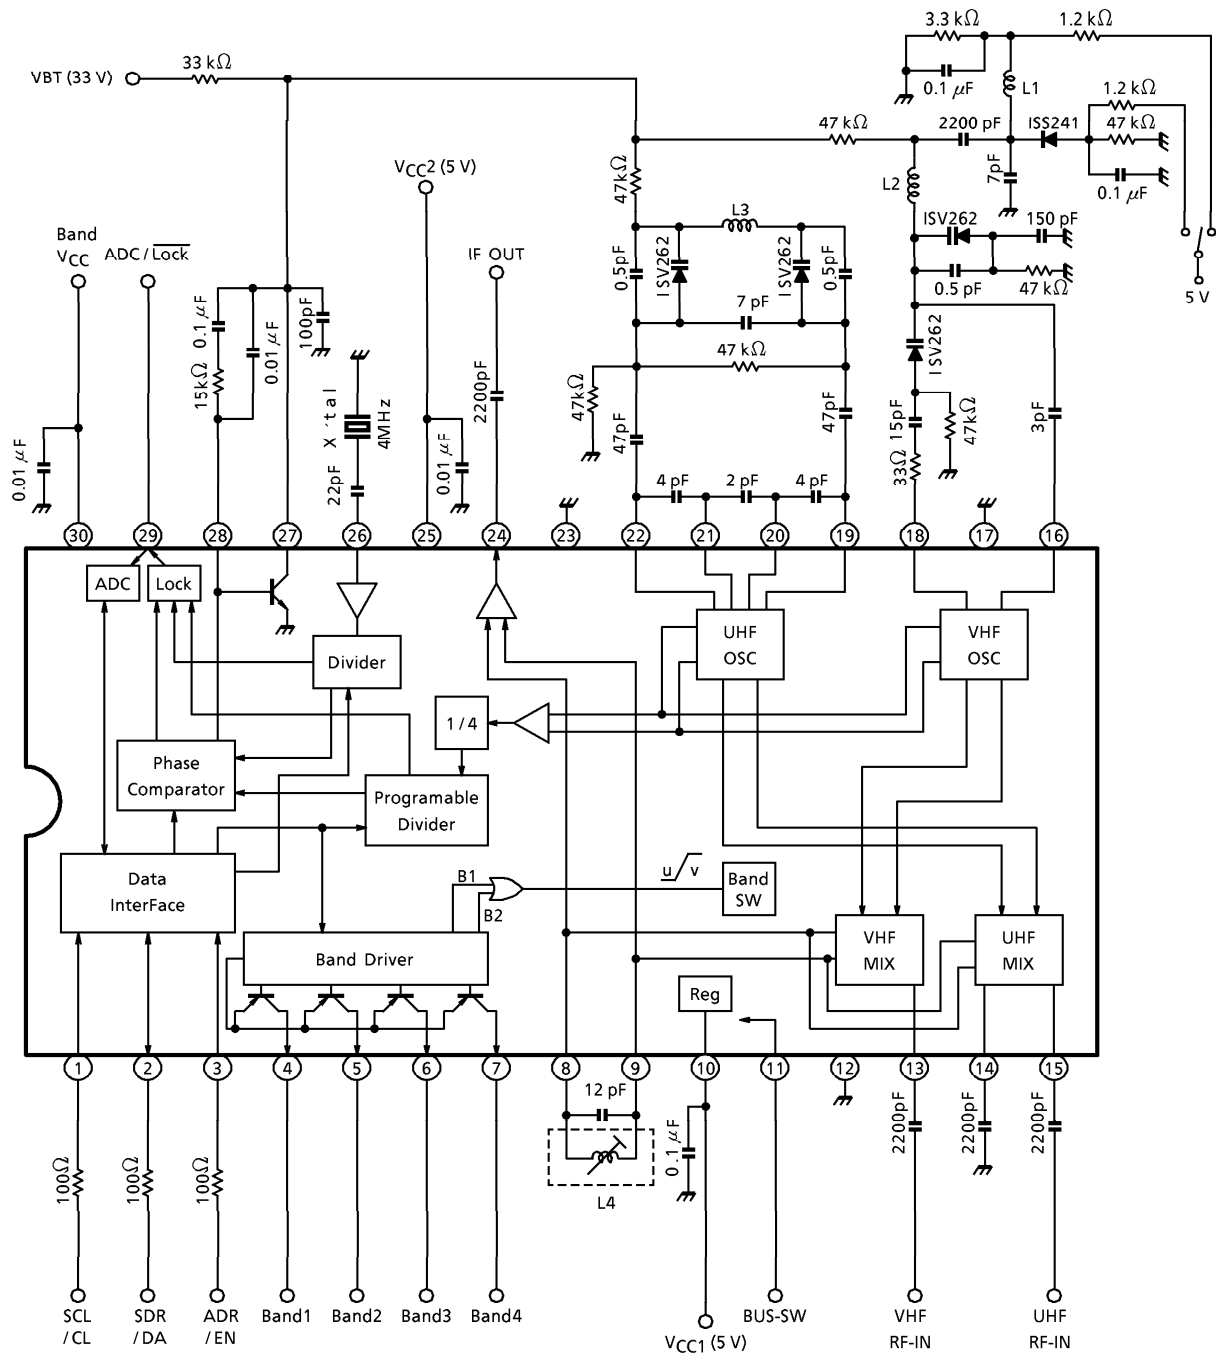 3.3 kΩ
1.2 kΩ
33 kΩ
VBT (33 V)
0.1 μF
L1
1.2 kΩ
47 kΩ
2200 pF
ISS241
47 kΩ
VCC2 (5 V)
47kΩ
L2
7pF
0.1 μF
L3
ISV262
150 pF
Band
VCC
ADC / Lock
IF OUT
0.5pF
ISV262
ISV262
0.5pF
0.5 pF
47 kΩ
5 V
0.1 μF
0.01 μF
100pF
7 pF
15kΩ
X'tal
4MHz
2200pF
47 kΩ
ISV262
47kΩ
47pF
47pF
15pF
47kΩ
3pF
0.01 μF
22pF
0.01 μF
4 pF
2 pF
4 pF
33Ω
30
29
28
27
26
25
24
23
22
21
20
19
18
17
16
ADC
Lock
UHF
OSC
VHF
OSC
Divider
1 / 4
Phase
Comparator
Programable
Divider
Data
InterFace
B1
B2
u
v
Band
SW
VHF
MIX
UHF
MIX
Band Driver
Reg
1
2
3
4
5
6
7
8
9
10
11
12
13
14
15
12 pF
L4
0.1 μF
2200pF
2200pF
2200pF
100Ω
100Ω
100Ω
SCL
/ CL
SDR
/ DA
ADR
/ EN
Band1
Band2
Band3
Band4
VCC1 (5 V)
BUS-SW
VHF
RF-IN
UHF
RF-IN